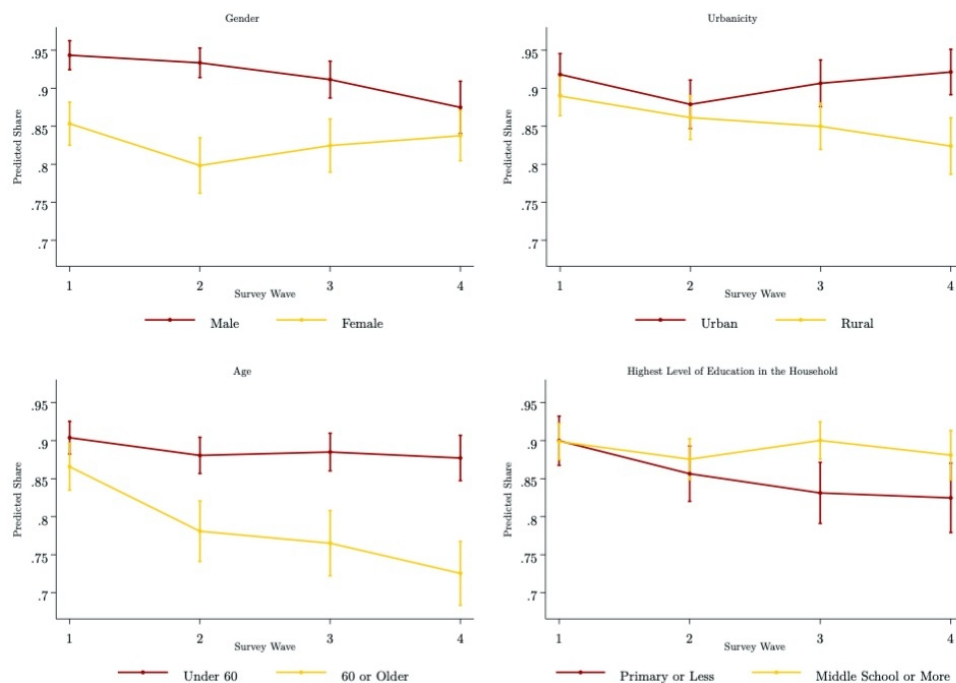 Gender
Predicted Share
.95
.9
.85
.8
.75
.7
1 2 3 4
Survey Wave
Male Female
Urbanicity
Predicted Share
.95
.9
.85
.8
.75
.7
1 2 3 4
Survey Wave
Urban Rural
Age
Predicted Share
.95
.9
.85
.8
.75
.7
1 2 3 4
Survey Wave
Under 60 60 or Older
Highest Level of Education in the Household
Predicted Share
.95
.9
.85
.8
.75
.7
1 2 3 4
Survey Wave
Primary or Less Middle School or More